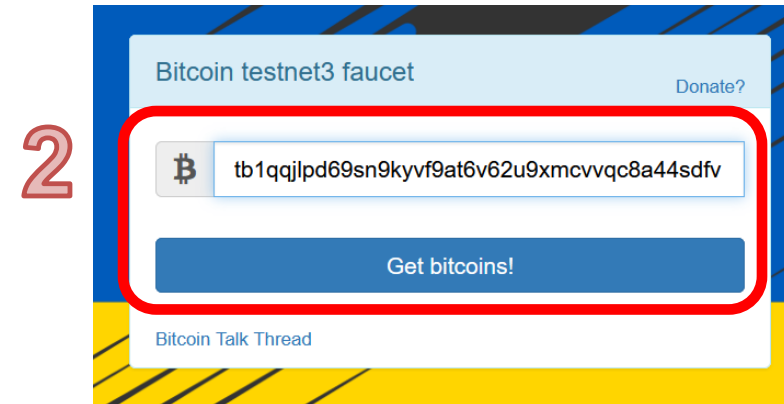 Bitcoin testnet3 faucet
Donate?
2
tb1qqjlpd69sn9kyvf9at6v62u9xmcvvqc8a44sdfv
Get bitcoins!
Bitcoin Talk Thread